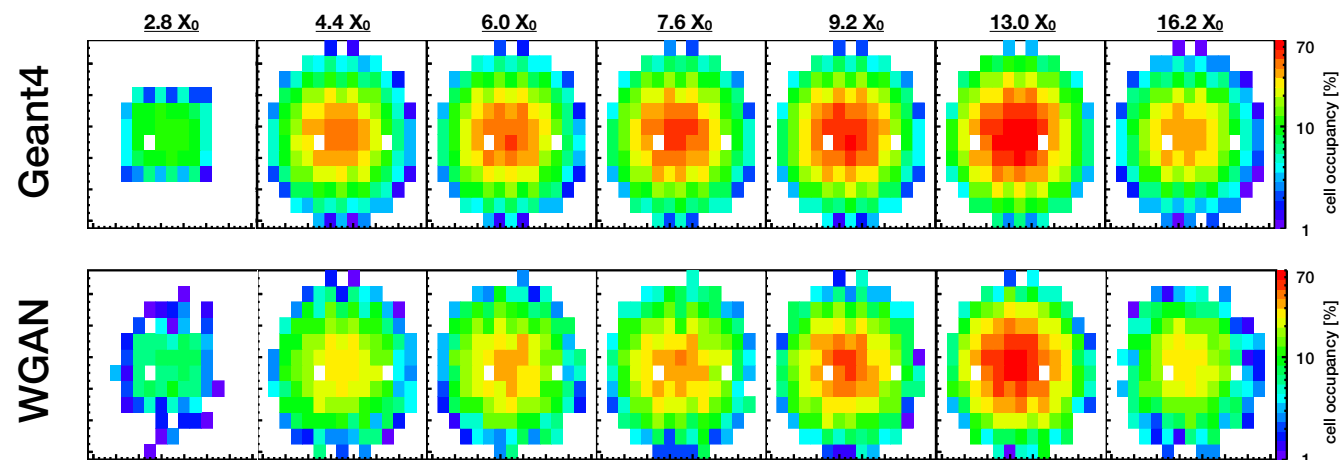 2.8 X₀ 4.4 X₀ 6.0 X₀ 7.6 X₀ 9.2 X₀ 13.0 X₀ 16.2 X₀
Geant4
70
10
1
cell occupancy [%]
WGAN
70
10
1
cell occupancy [%]